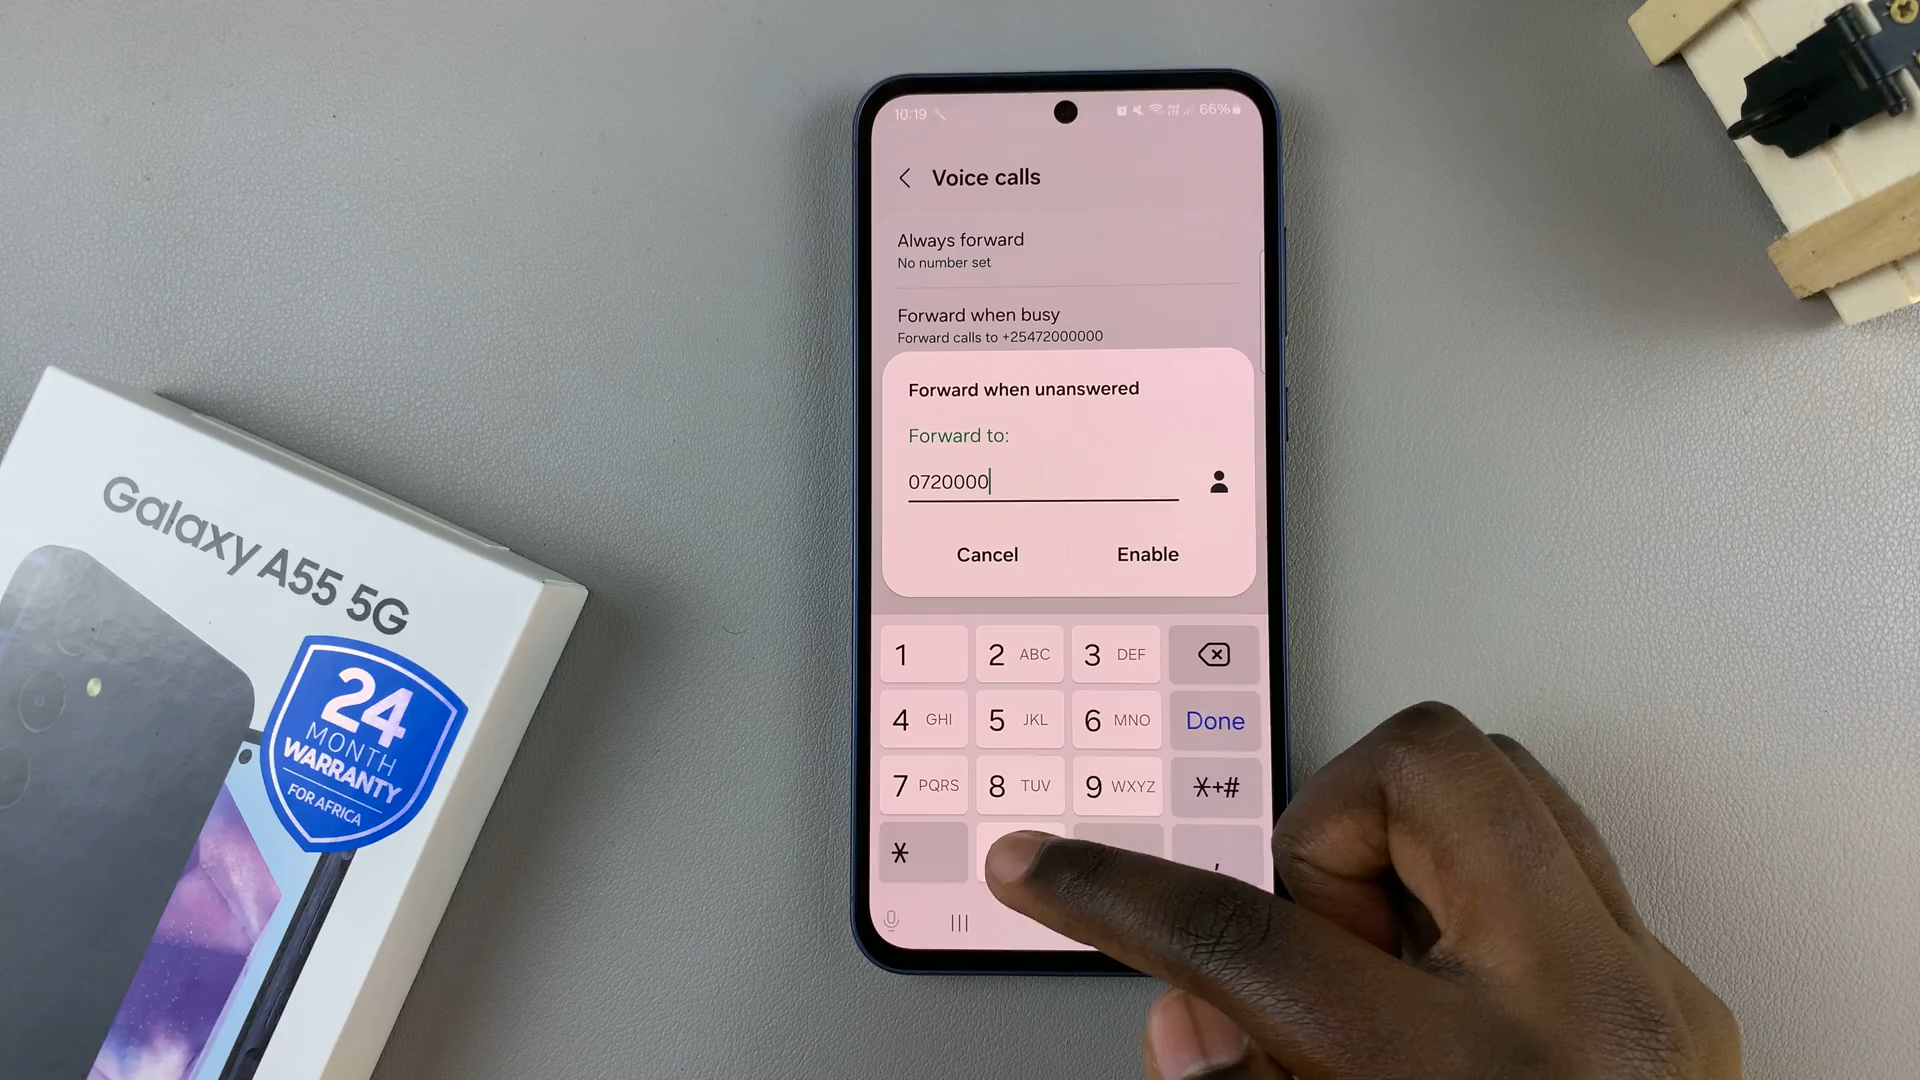 10:19
66%
Voice calls
Always forward
No number set
Forward when busy
Forward calls to +25472000000
Forward when unanswered
Forward to:
0720000
Cancel
Enable
1
2 ABC
3 DEF
4 GHI
5 JKL
6 MNO
Done
7 PQRS
8 TUV
9 WXYZ
*+#
*
,
Galaxy A55 5G
24
MONTH
WARRANTY
FOR AFRICA